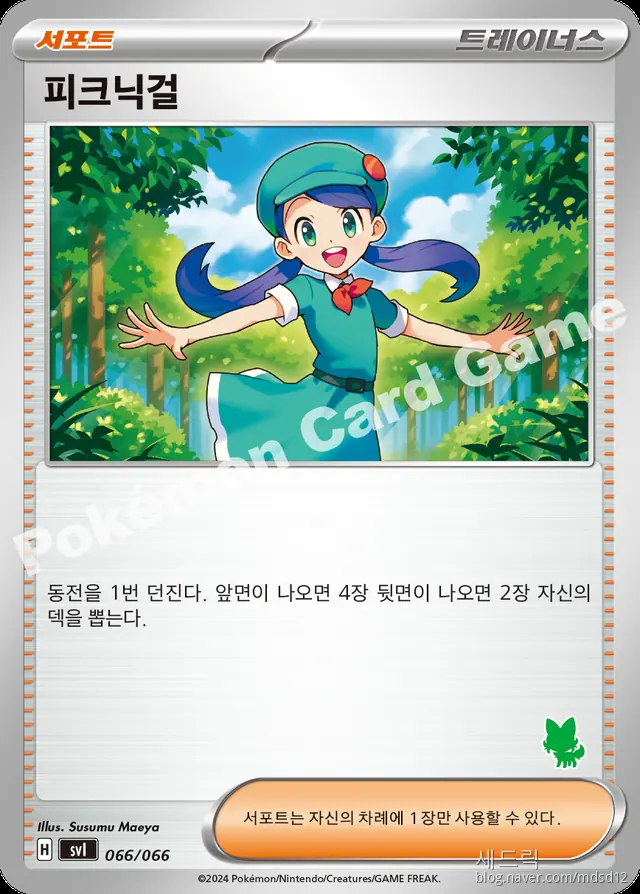 서포트
트레이너스
피크닉걸
Pokémon Card Game
동전을 1번 던진다. 앞면이 나오면 4장 뒷면이 나오면 2장 자신의
덱을 뽑는다.
Illus. Susumu Maeya
서포트는 자신의 차례에 1장만 사용할 수 있다.
H svI 066/066
세드릭
blog.naver.com/mdsd12
©2024 Pokémon/Nintendo/Creatures/GAME FREAK.